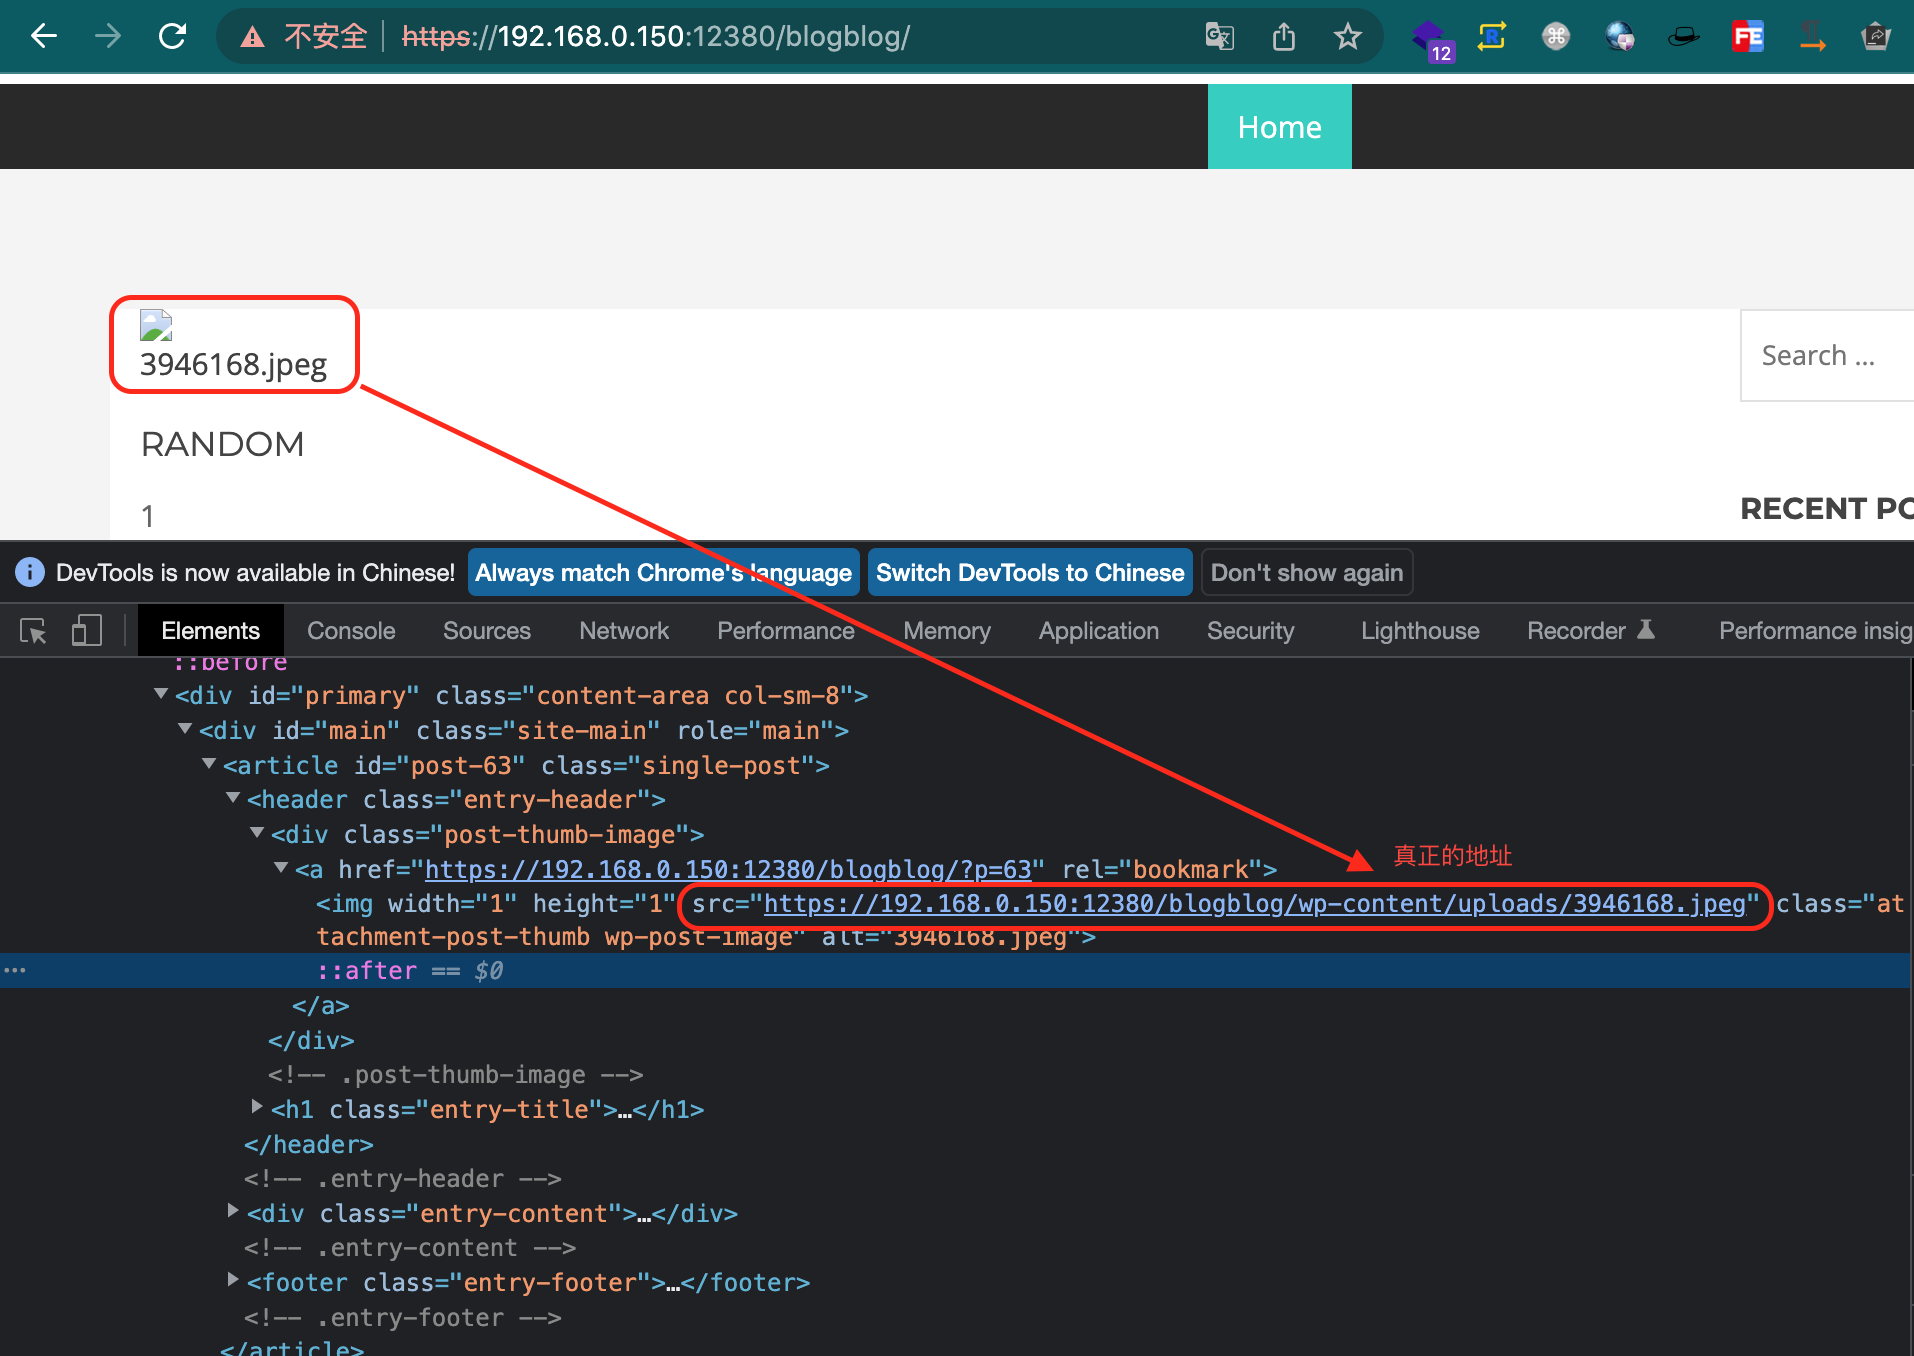 不安全 https://192.168.0.150:12380/blogblog/
12
Home
3946168.jpeg
Search ...
RANDOM
1
RECENT PO
DevTools is now available in Chinese! Always match Chrome's language Switch DevTools to Chinese Don't show again
Elements Console Sources Network Performance Memory Application Security Lighthouse Recorder Performance insig
::before
<div id="primary" class="content-area col-sm-8">
<div id="main" class="site-main" role="main">
<article id="post-63" class="single-post">
<header class="entry-header">
<div class="post-thumb-image">
真正的地址
<a href="https://192.168.0.150:12380/blogblog/?p=63" rel="bookmark">
<img width="1" height="1" src="https://192.168.0.150:12380/blogblog/wp-content/uploads/3946168.jpeg" class="at
tachment-post-thumb wp-post-image" alt="3946168.jpeg">
::after == $0
</a>
</div>
<!-- .post-thumb-image -->
<h1 class="entry-title">…</h1>
</header>
<!-- .entry-header -->
<div class="entry-content">…</div>
<!-- .entry-content -->
<footer class="entry-footer">…</footer>
<!-- .entry-footer -->
</article>